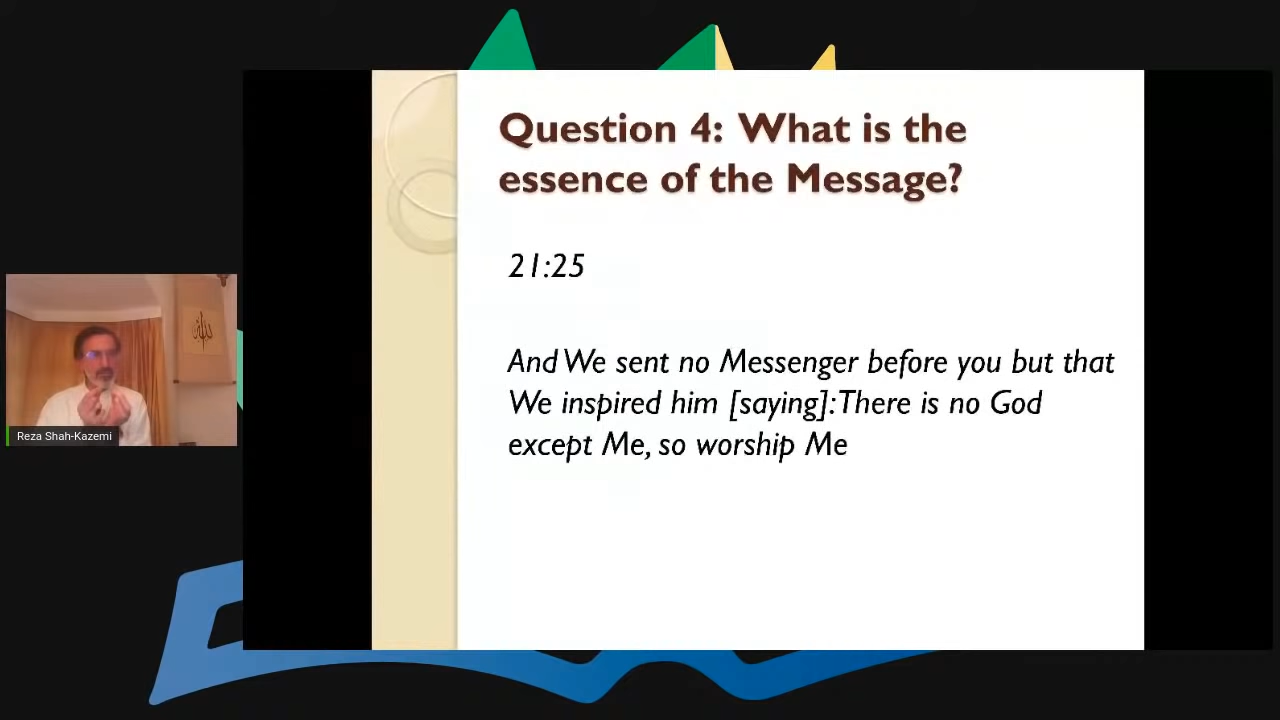 Question 4: What is the
essence of the Message?
21:25
And We sent no Messenger before you but that
We inspired him [saying]:There is no God
except Me, so worship Me
Reza Shah-Kazemi
الله